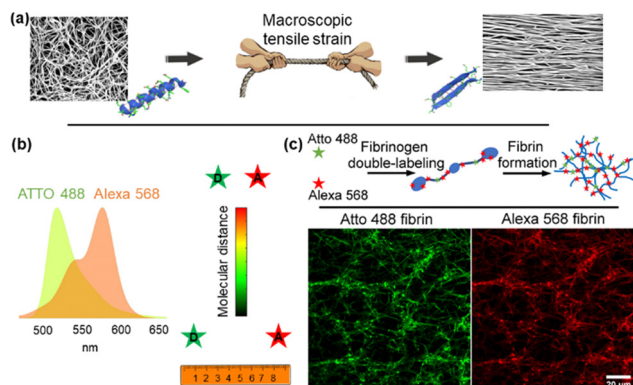 (a)
Macroscopic
tensile strain
(b)
ATTO 488 Alexa 568
500 550 600 650
nm
D A
Molecular distance
D A
1 2 3 4 5 6 7 8
(c)
Atto 488
Alexa 568
Fibrinogen
double-labeling
Fibrin
formation
Atto 488 fibrin
Alexa 568 fibrin
20 μm